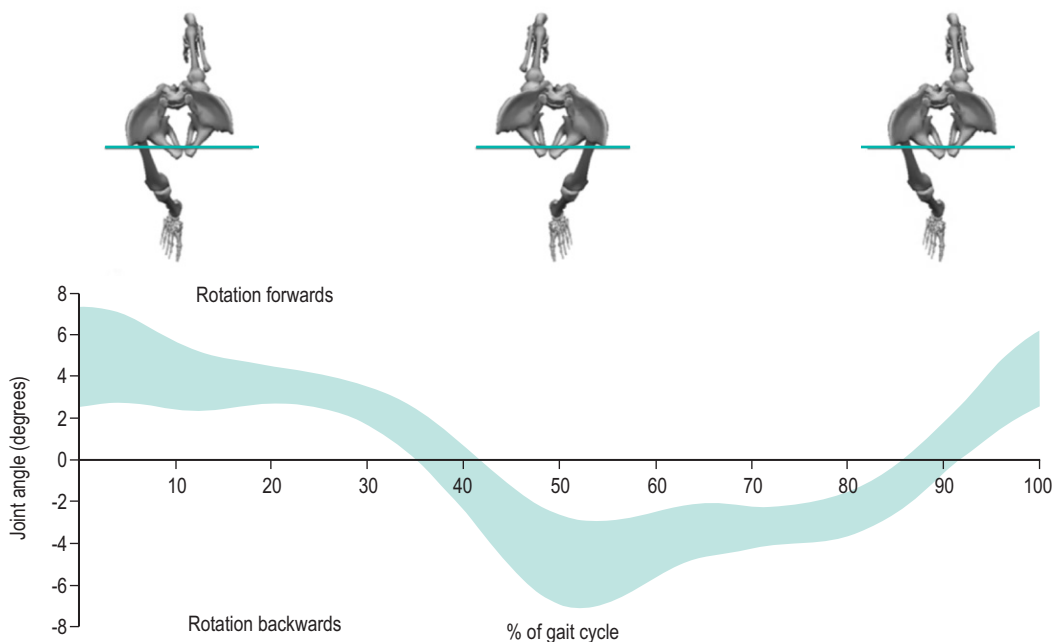 8
Rotation forwards
6
4
2
0
10 20 30 40 50 60 70 80 90 100
-2
-4
-6
-8
Rotation backwards
% of gait cycle
Joint angle (degrees)